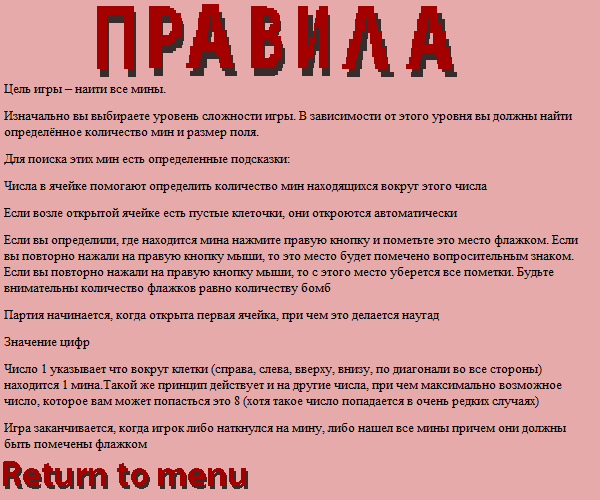 ПРАВИЛА
Цель игры – наити все мины.
Изначально вы выбираете уровень сложности игры. В зависимости от этого уровня вы должны найти
определённое количество мин и размер поля.
Для поиска этих мин есть определенные подсказки:
Числа в ячейке помогают определить количество мин находящихся вокруг этого числа
Если возле открытой ячейке есть пустые клеточки, они откроются автоматически
Если вы определили, где находится мина нажмите правую кнопку и пометьте это место флажком. Если
вы повторно нажали на правую кнопку мыши, то это место будет помечено вопросительным знаком.
Если вы повторно нажали на правую кнопку мыши, то с этого место уберется все пометки. Будьте
внимательны количество флажков равно количеству бомб
Партия начинается, когда открыта первая ячейка, при чем это делается наугад
Значение цифр
Число 1 указывает что вокруг клетки (справа, слева, вверху, внизу, по диагонали во все стороны)
находится 1 мина.Такой же принцип действует и на другие числа, при чем максимально возможное
число, которое вам может попасться это 8 (хотя такое число попадается в очень редких случаях)
Игра заканчивается, когда игрок либо наткнулся на мину, либо нашел все мины причем они должны
быть помечены флажком
Return to menu